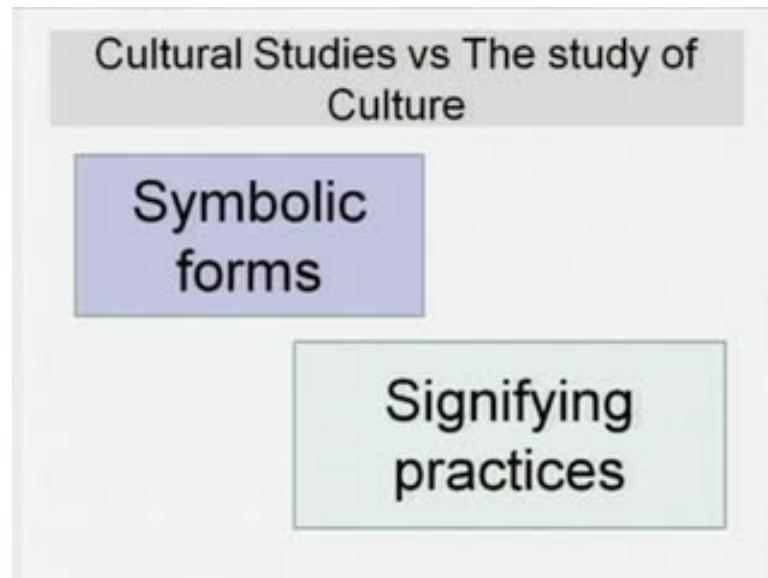 Cultural Studies vs The study of
Culture
Symbolic
forms
Signifying
practices